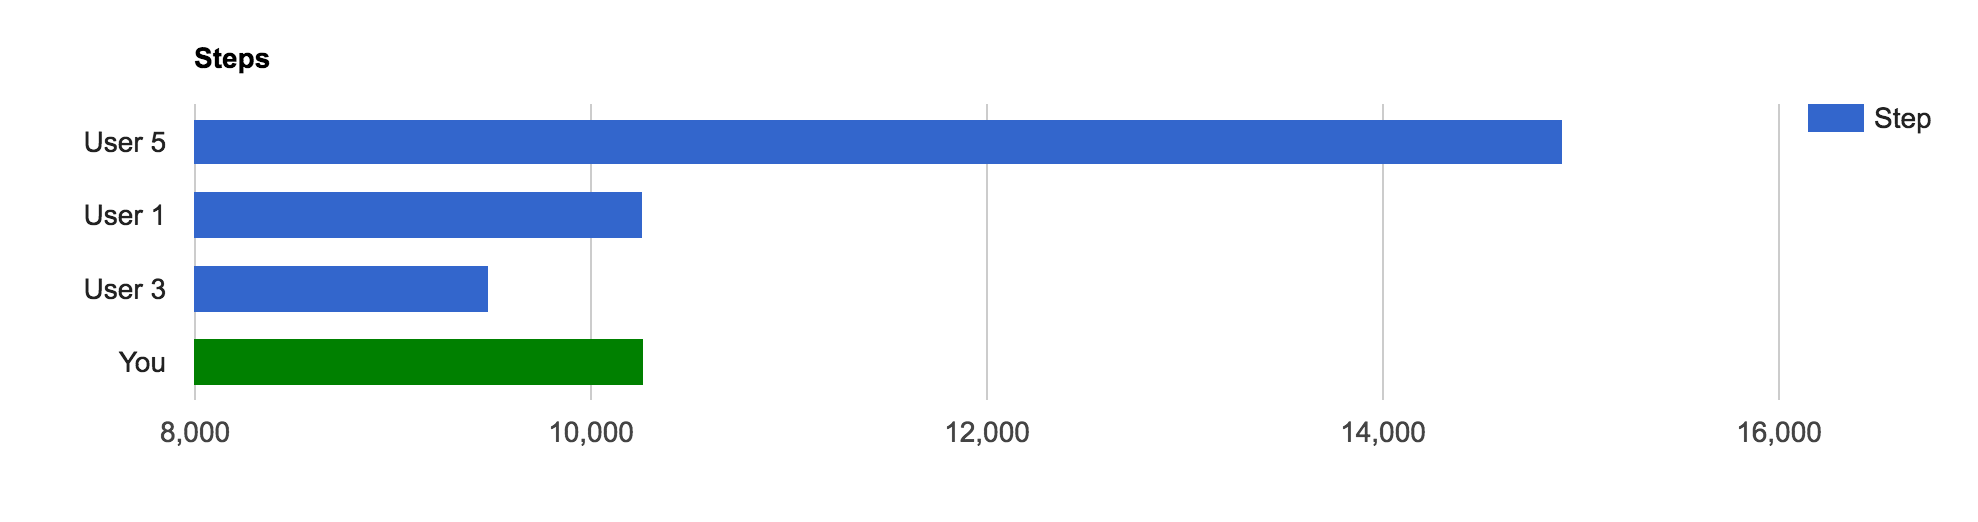 Steps
Step
User 5
User 1
User 3
You
8,000 10,000 12,000 14,000 16,000